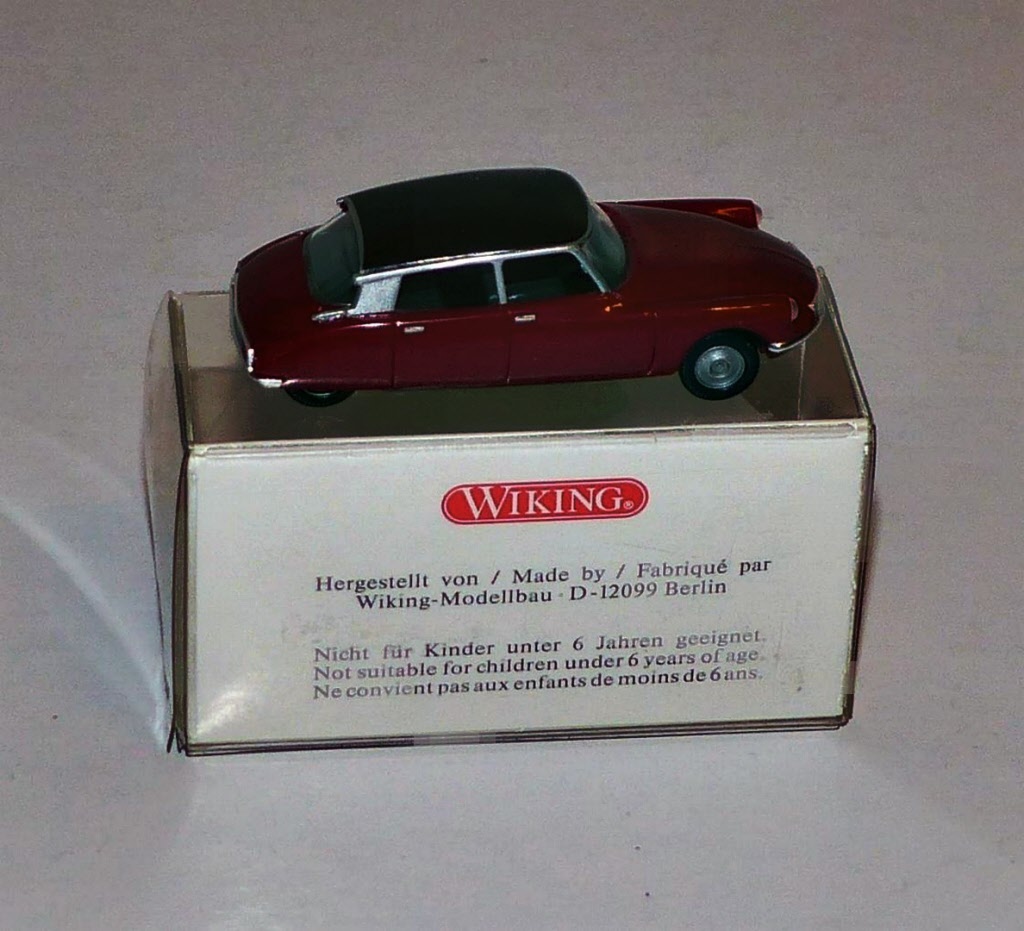 WIKING®
Hergestellt von / Made by / Fabriqué par
Wiking-Modellbau · D-12099 Berlin
Nicht für Kinder unter 6 Jahren geeignet.
Not suitable for children under 6 years of age.
Ne convient pas aux enfants de moins de 6 ans.